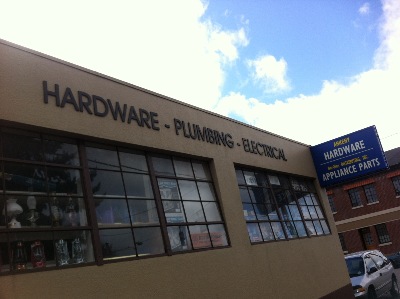 HARDWARE - PLUMBING - ELECTRICAL
HARDWARE
APPLIANCE PARTS